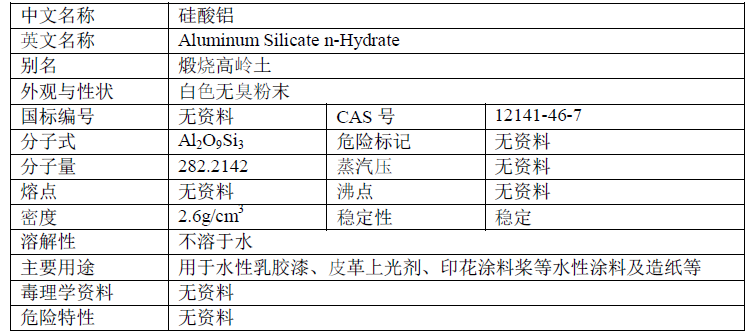 中文名称 硅酸铝
英文名称 Aluminum Silicate n-Hydrate
别名 煅烧高岭土
外观与性状 白色无臭粉末
国标编号 无资料 CAS 号 12141-46-7
分子式 Al₂O₉Si₃ 危险标记 无资料
分子量 282.2142 蒸汽压 无资料
熔点 无资料 沸点 无资料
密度 2.6g/cm³ 稳定性 稳定
溶解性 不溶于水
主要用途 用于水性乳胶漆、皮革上光剂、印花涂料桨等水性涂料及造纸等
毒理学资料 无资料
危险特性 无资料